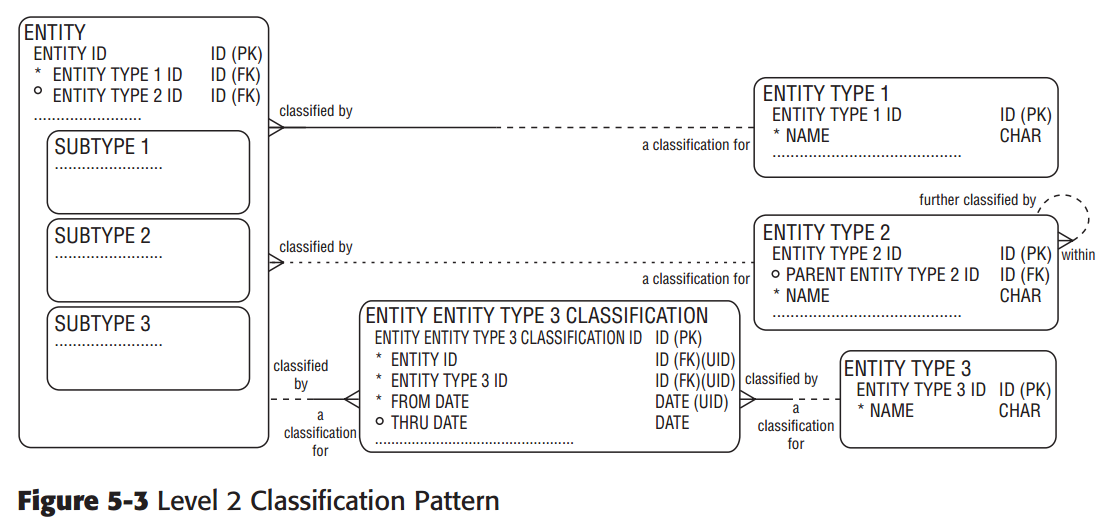 ENTITY
ENTITY ID ID (PK)
* ENTITY TYPE 1 ID ID (FK)
o ENTITY TYPE 2 ID ID (FK)
........................
SUBTYPE 1
........................
SUBTYPE 2
........................
SUBTYPE 3
........................
classified by
a classification for
ENTITY TYPE 1
ENTITY TYPE 1 ID ID (PK)
* NAME CHAR
..........................................
classified by
a classification for
further classified by
within
ENTITY TYPE 2
ENTITY TYPE 2 ID ID (PK)
o PARENT ENTITY TYPE 2 ID ID (FK)
* NAME CHAR
..........................................
classified
by
a
classification
for
ENTITY ENTITY TYPE 3 CLASSIFICATION
ENTITY ENTITY TYPE 3 CLASSIFICATION ID ID (PK)
* ENTITY ID ID (FK)(UID)
* ENTITY TYPE 3 ID ID (FK)(UID)
* FROM DATE DATE (UID)
o THRU DATE DATE
............................................
classified by
a
classification
for
ENTITY TYPE 3
ENTITY TYPE 3 ID ID (PK)
* NAME CHAR
Figure 5-3 Level 2 Classification Pattern